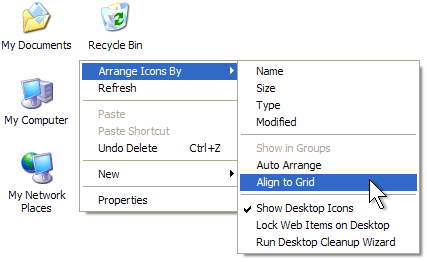 My Documents
Recycle Bin
My Computer
My Network
Places
Arrange Icons By
Refresh
Paste
Paste Shortcut
Undo Delete Ctrl+Z
New
Properties
Name
Size
Type
Modified
Show in Groups
Auto Arrange
Align to Grid
Show Desktop Icons
Lock Web Items on Desktop
Run Desktop Cleanup Wizard